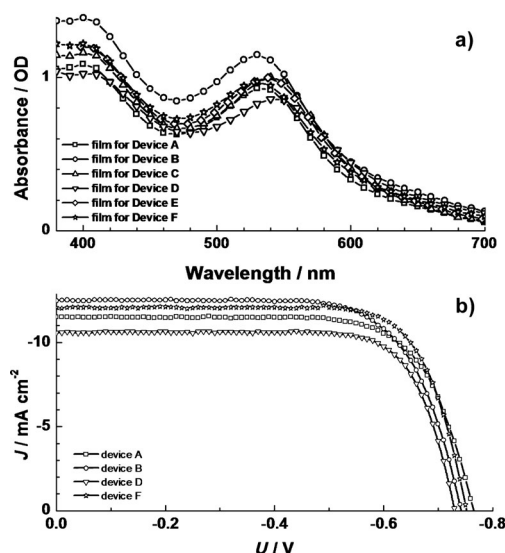 a)
Absorbance / OD
1
0
film for Device A
film for Device B
film for Device C
film for Device D
film for Device E
film for Device F
400 500 600 700
Wavelength / nm
b)
J / mA cm-2
-10
-5
0
device A
device B
device D
device F
0.0 -0.2 -0.4 -0.6 -0.8
U / V